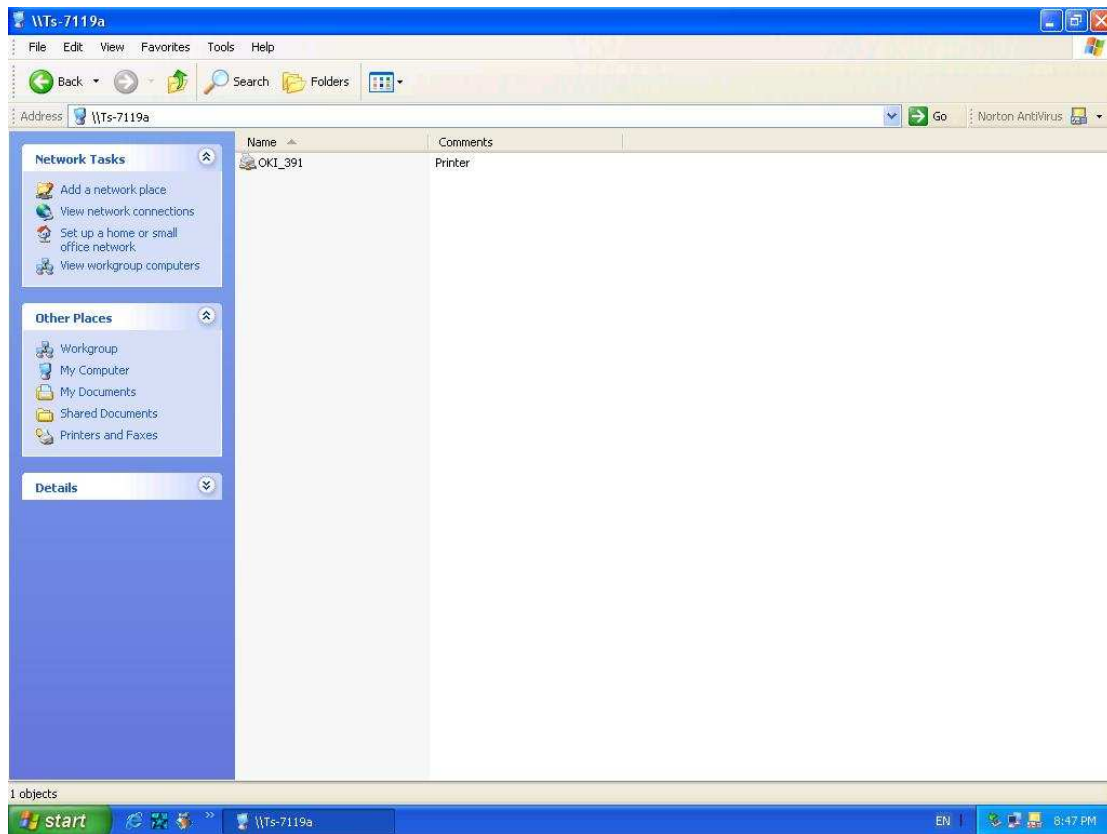 \\Ts-7119a
File Edit View Favorites Tools Help
Back Search Folders
Address \\Ts-7119a Go Norton AntiVirus
Name Comments
OKI_391 Printer
Network Tasks
Add a network place
View network connections
Set up a home or small
office network
View workgroup computers
Other Places
Workgroup
My Computer
My Documents
Shared Documents
Printers and Faxes
Details
1 objects
start \\Ts-7119a EN 8:47 PM